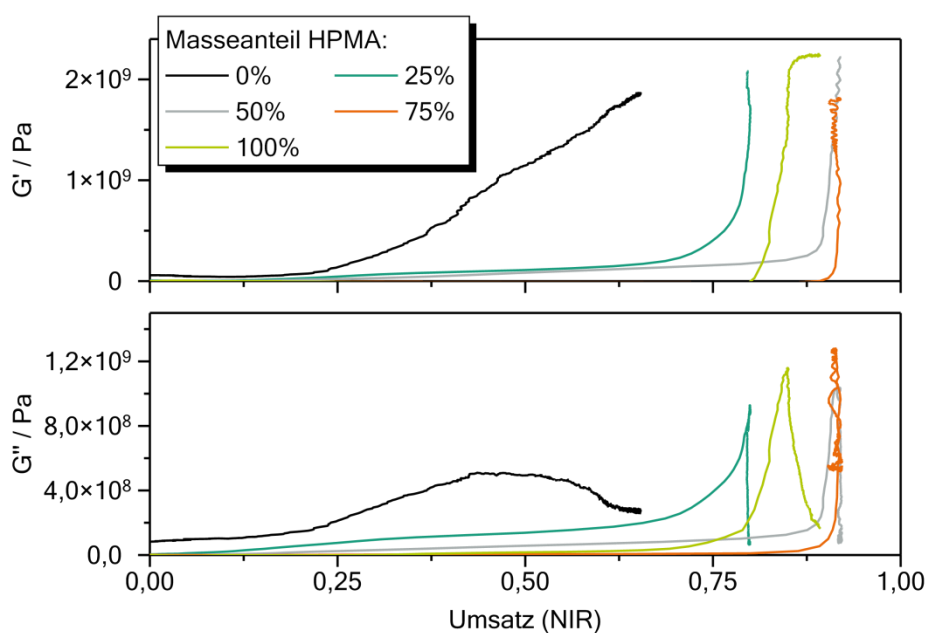 Masseanteil HPMA:
0% 25%
50% 75%
100%
2×10⁹
1×10⁹
0
G' / Pa
1,2×10⁹
8,0×10⁸
4,0×10⁸
0,0
G'' / Pa
0,00 0,25 0,50 0,75 1,00
Umsatz (NIR)